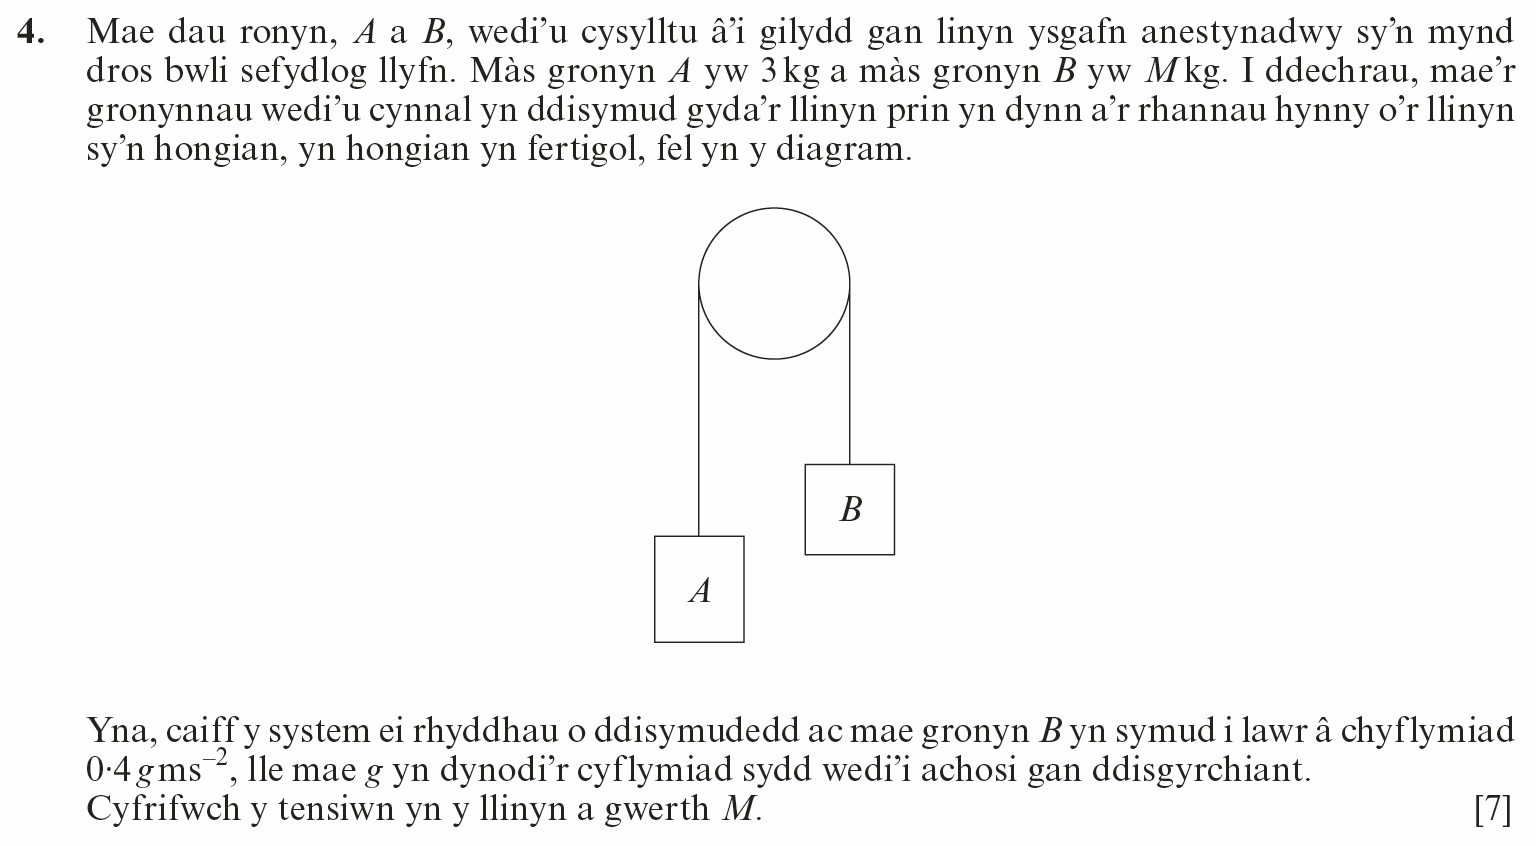 4. Mae dau ronyn, A a B, wedi’u cysylltu â’i gilydd gan linyn ysgafn anestynadwy sy’n mynd
dros bwli sefydlog llyfn. Màs gronyn A yw 3 kg a màs gronyn B yw M kg. I ddechrau, mae’r
gronynnau wedi’u cynnal yn ddisymud gyda’r llinyn prin yn dynn a’r rhannau hynny o’r llinyn
sy’n hongian, yn hongian yn fertigol, fel yn y diagram.
B
A
Yna, caiff y system ei rhyddhau o ddisymudedd ac mae gronyn B yn symud i lawr â chyflymiad
0·4 g ms⁻², lle mae g yn dynodi’r cyflymiad sydd wedi’i achosi gan ddisgyrchiant.
Cyfrifwch y tensiwn yn y llinyn a gwerth M. [7]